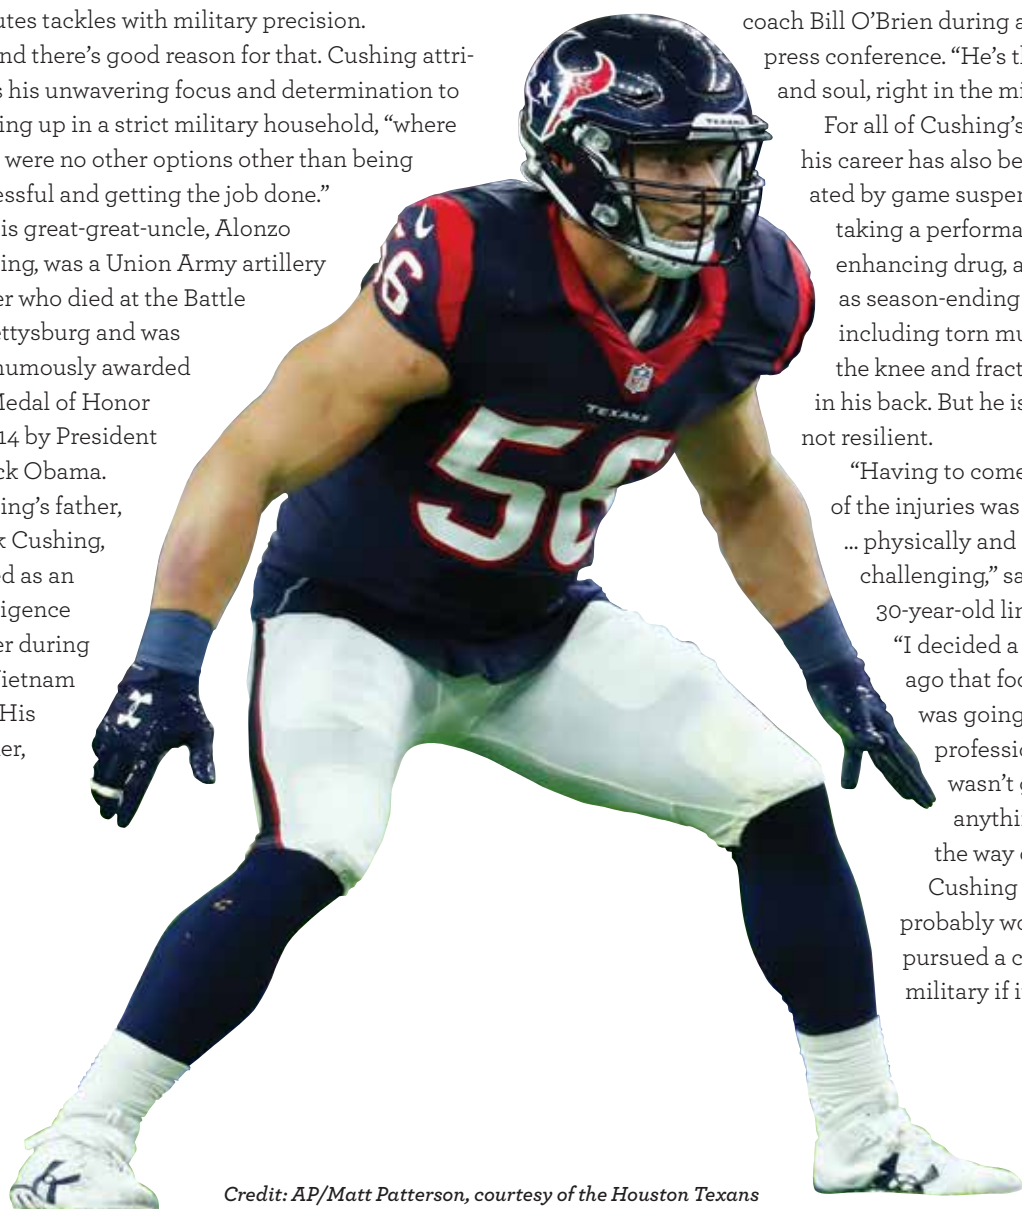 utes tackles with military precision.
nd there’s good reason for that. Cushing attri-
s his unwavering focus and determination to
ing up in a strict military household, “where
were no other options other than being
essful and getting the job done.”
is great-great-uncle, Alonzo
ing, was a Union Army artillery
er who died at the Battle
ettysburg and was
humously awarded
Medal of Honor
14 by President
ck Obama.
ing’s father,
k Cushing,
ed as an
ligence
er during
Vietnam
His
er,
coach Bill O’Brien during a
press conference. “He’s th
and soul, right in the mi
For all of Cushing’s
his career has also be
ated by game suspen
taking a performa
enhancing drug, a
as season-ending
including torn mu
the knee and fract
in his back. But he is
not resilient.
“Having to come
of the injuries was
... physically and
challenging,” sa
30-year-old lin
“I decided a
ago that foo
was going
professio
wasn’t g
anythi
the way o
Cushing
probably wo
pursued a c
military if i
TEXANS
56
NFL
TEXANS
56
Credit: AP/Matt Patterson, courtesy of the Houston Texans